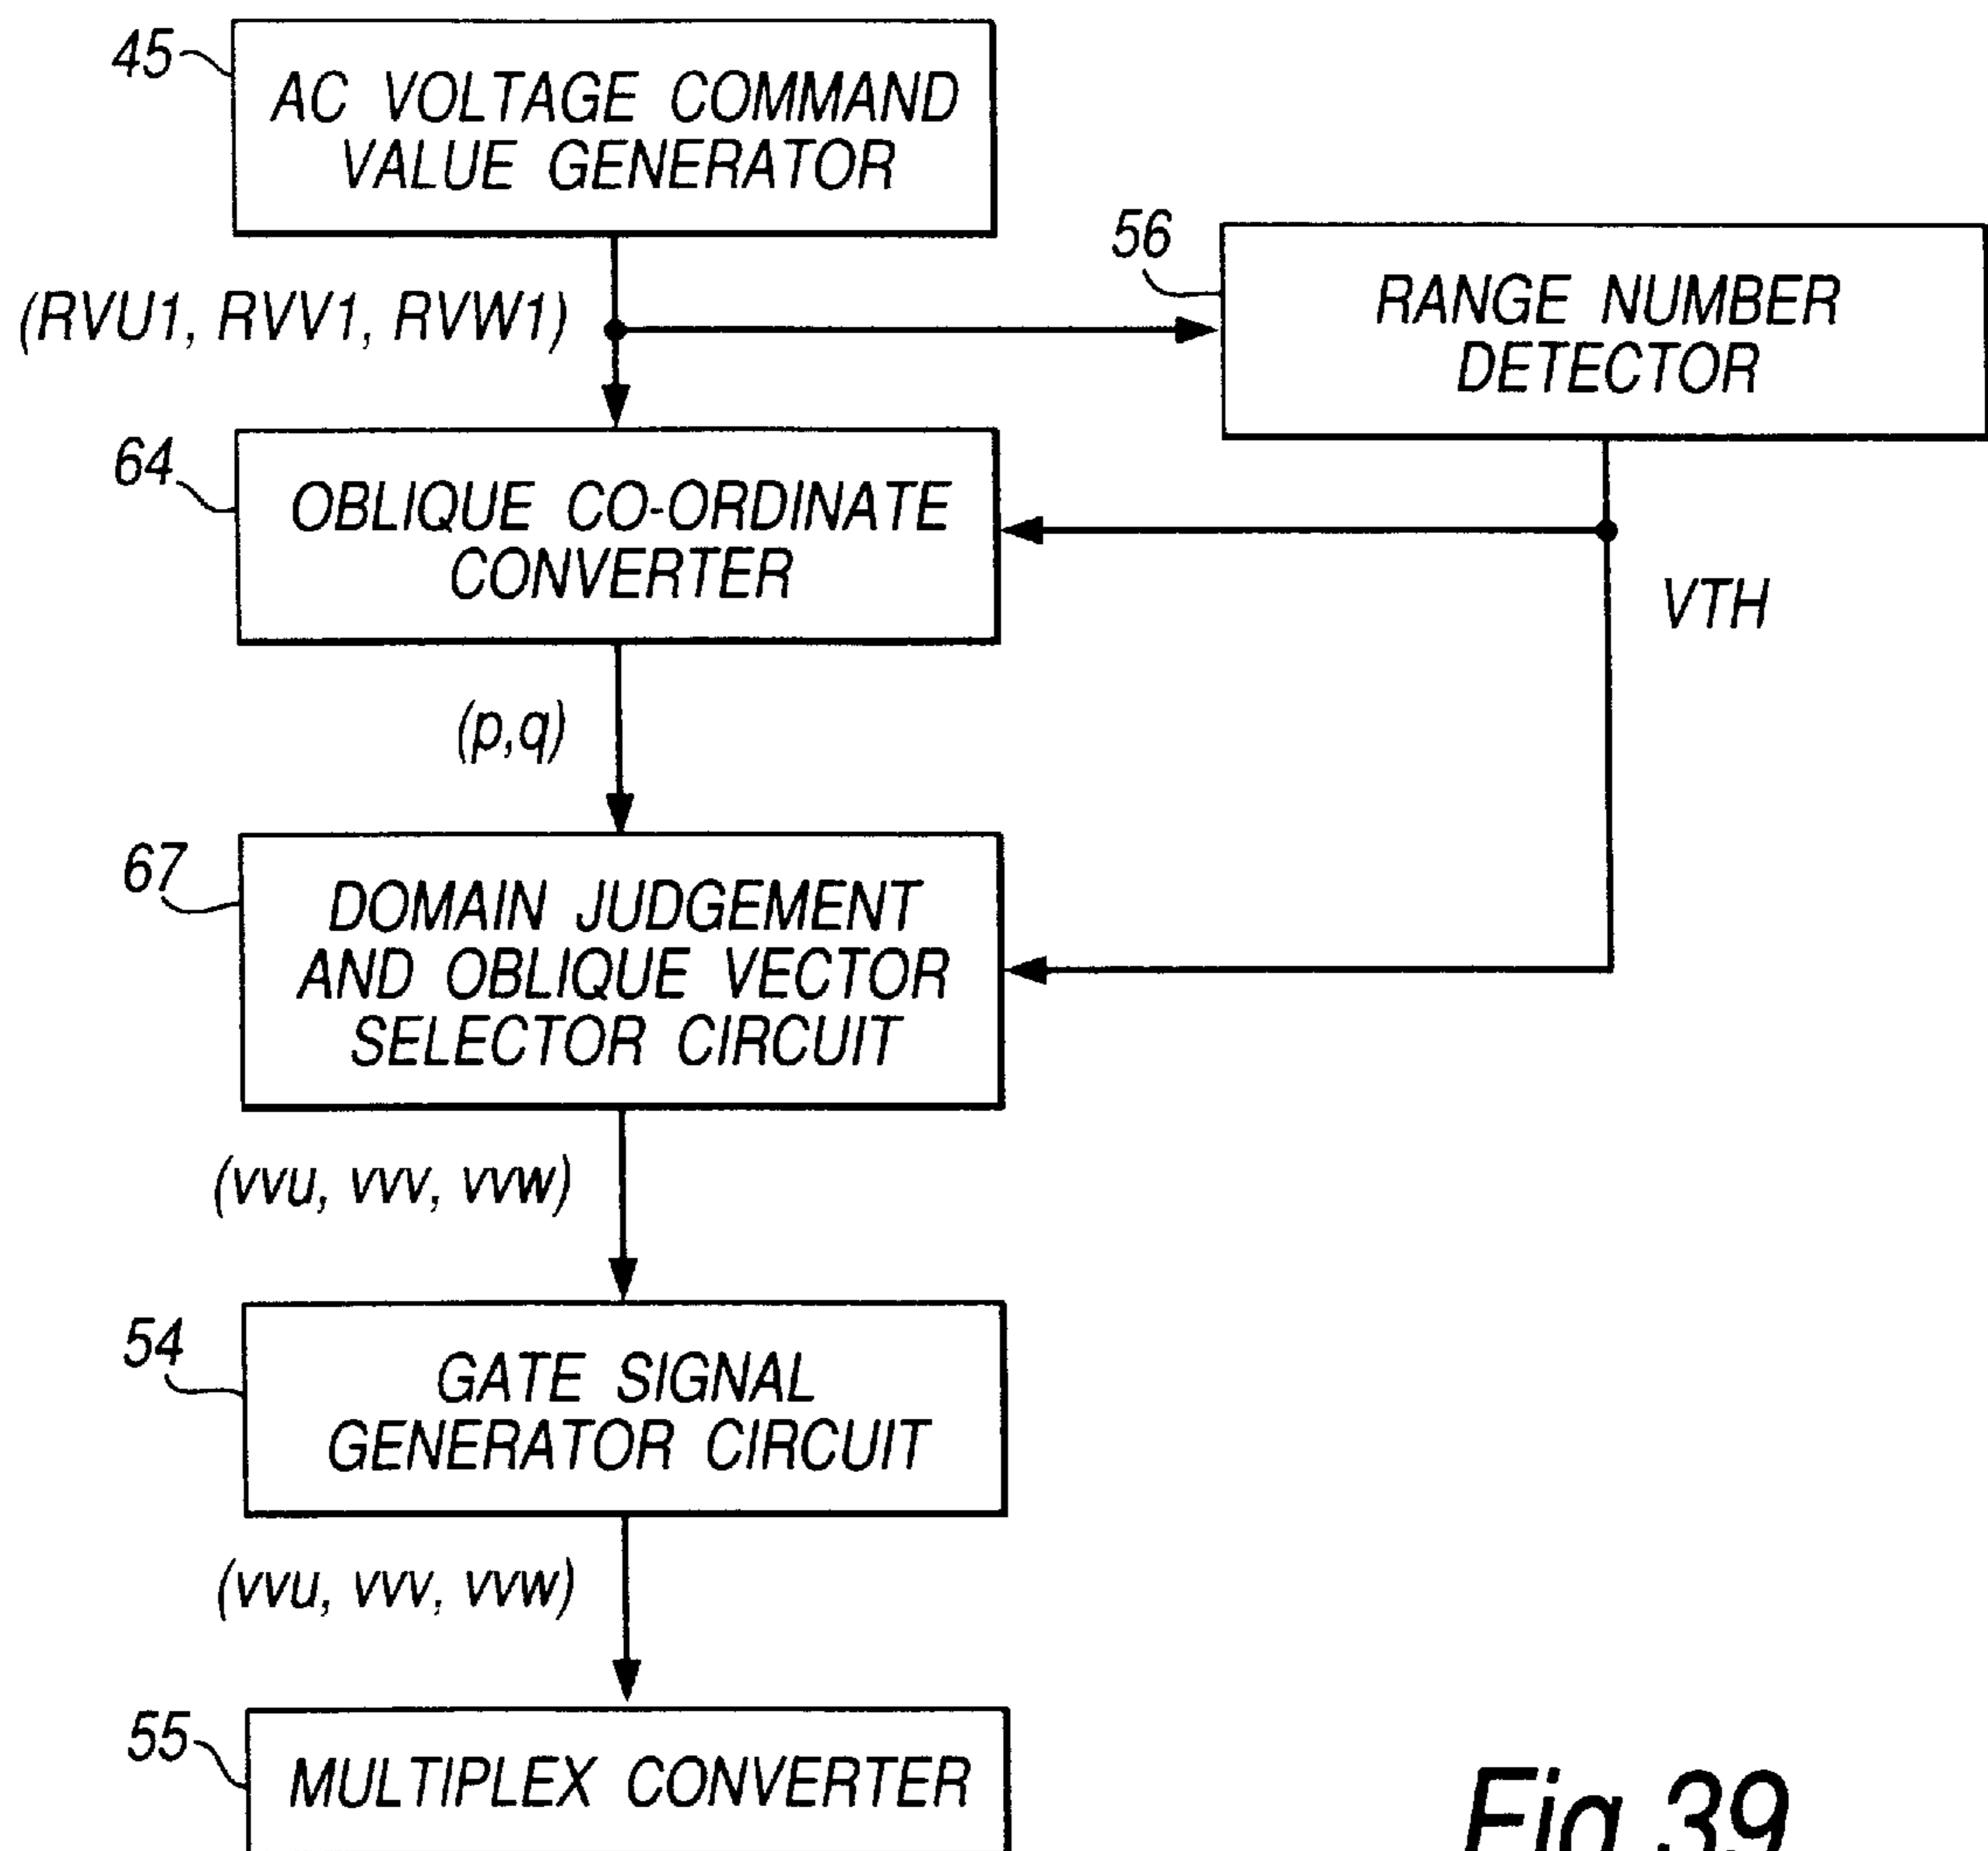 45
AC VOLTAGE COMMAND
VALUE GENERATOR
(RVU1, RVV1, RVW1)
56
RANGE NUMBER
DETECTOR
64
OBLIQUE CO-ORDINATE
CONVERTER
VTH
(p,q)
67
DOMAIN JUDGEMENT
AND OBLIQUE VECTOR
SELECTOR CIRCUIT
(vvu, vvv, vvw)
54
GATE SIGNAL
GENERATOR CIRCUIT
(vvu, vvv, vvw)
55
MULTIPLEX CONVERTER
Fig 39